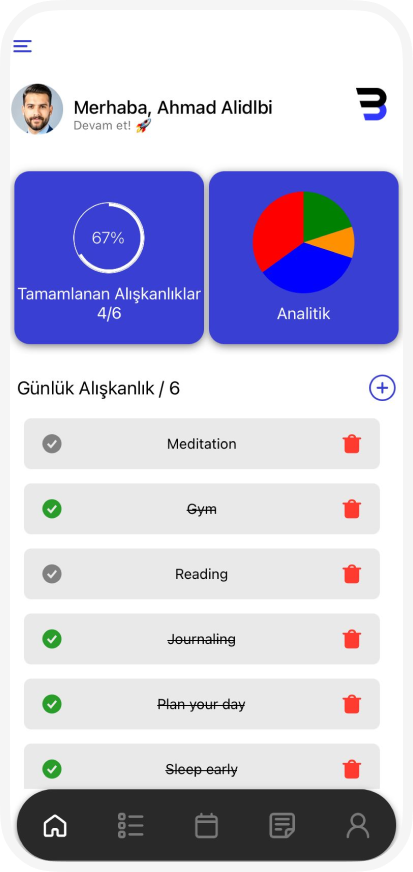 Merhaba, Ahmad Alidlbi
Devam et! 🚀
67%
Tamamlanan Alışkanlıklar
4/6
Analitik
Günlük Alışkanlık / 6
Meditation
Gym
Reading
Journaling
Plan your day
Sleep early